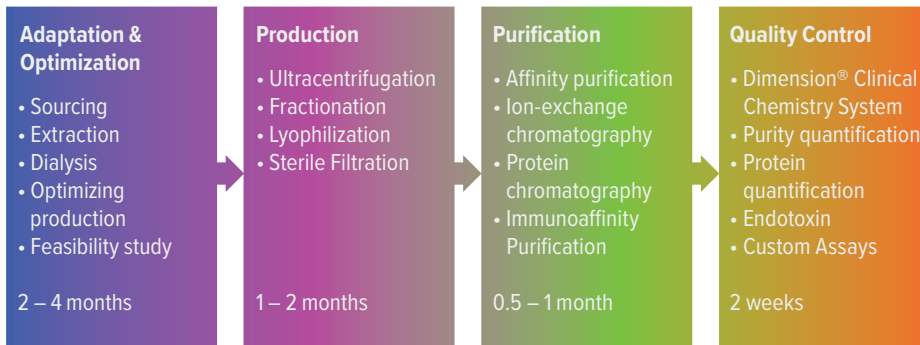 Adaptation &
Optimization
• Sourcing
• Extraction
• Dialysis
• Optimizing
production
• Feasibility study
2 – 4 months
Production
• Ultracentrifugation
• Fractionation
• Lyophilization
• Sterile Filtration
1 – 2 months
Purification
• Affinity purification
• Ion-exchange
chromatography
• Protein
chromatography
• Immunoaffinity
Purification
0.5 – 1 month
Quality Control
• Dimension® Clinical
Chemistry System
• Purity quantification
• Protein
quantification
• Endotoxin
• Custom Assays
2 weeks